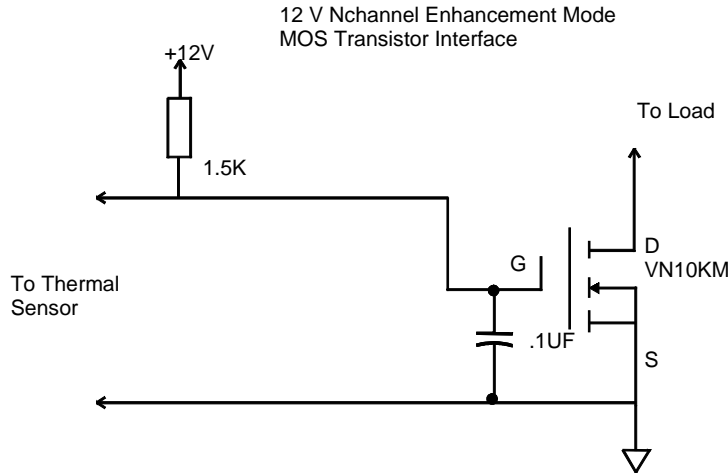 12 V Nchannel Enhancement Mode
MOS Transistor Interface
+12V
To Load
1.5K
G
D
VN10KM
To Thermal
Sensor
.1UF
S